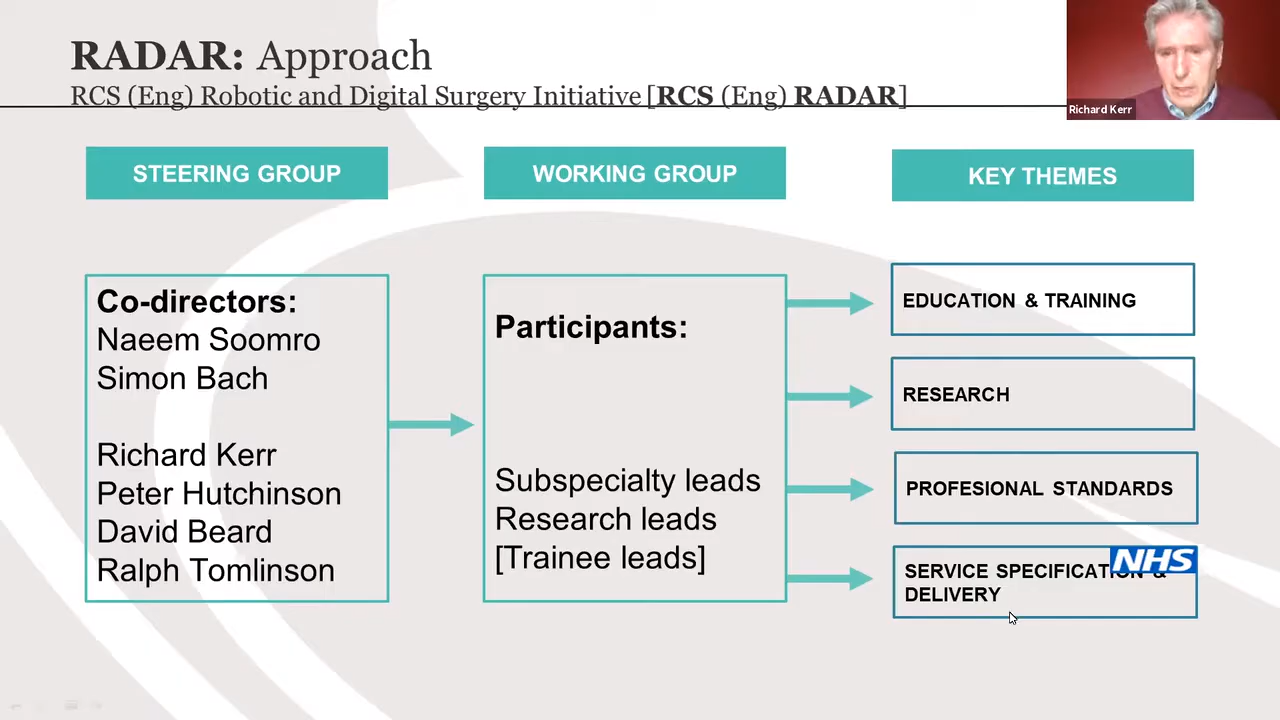 RADAR: Approach
RCS (Eng) Robotic and Digital Surgery Initiative [RCS (Eng) RADAR]
Richard Kerr
STEERING GROUP
WORKING GROUP
KEY THEMES
Co-directors:
Naeem Soomro
Simon Bach
Richard Kerr
Peter Hutchinson
David Beard
Ralph Tomlinson
Participants:
Subspecialty leads
Research leads
[Trainee leads]
EDUCATION & TRAINING
RESEARCH
PROFESIONAL STANDARDS
NHS
SERVICE SPECIFICATION &
DELIVERY